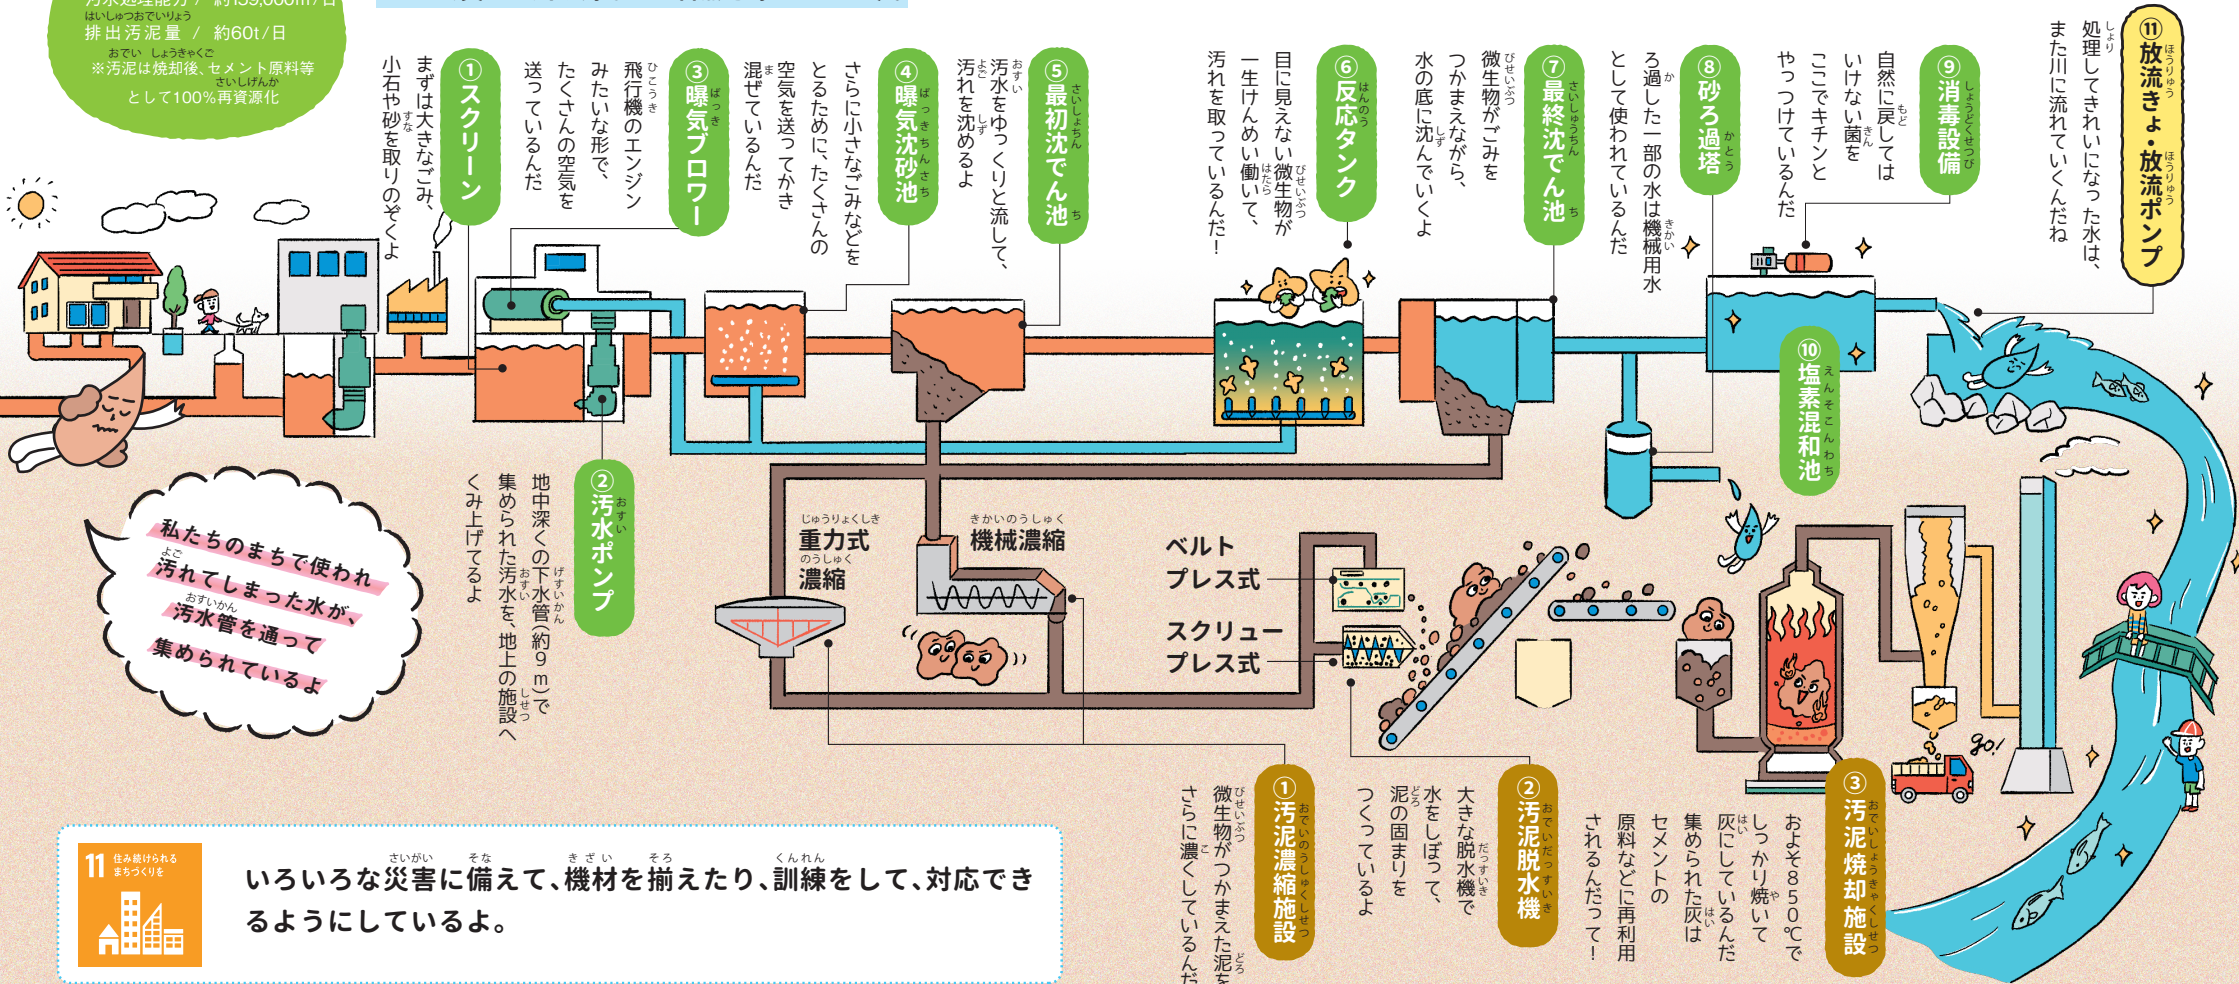 排出汚泥量 / 約60t/日
※汚泥は焼却後、セメント原料等
として100%再資源化
①スクリーン
まずは大きなごみ、
小石や砂を取りのぞくよ
③曝気ブロワー
飛行機のエンジン
みたいな形で、
たくさんの空気を
送っているんだ
④曝気沈砂池
さらに小さなごみなどを
とるために、たくさんの
空気を送ってかき
混ぜているんだ
⑤最初沈でん池
汚水をゆっくりと流して、
汚れを沈めるよ
⑥反応タンク
目に見えない微生物が
一生けんめい働いて、
汚れを取っているんだ!
⑦最終沈でん池
微生物がごみを
つかまえながら、
水の底に沈んでいくよ
⑧砂ろ過塔
ろ過した一部の水は機械用水
として使われているんだ
⑨消毒設備
自然に戻しては
いけない菌を
ここでキチンと
やっつけているんだ
⑩塩素混和池
⑪放流きょ・放流ポンプ
処理してきれいになった水は、
また川に流れていくんだね
②汚水ポンプ
地中深くの下水管(約9m)で
集められた汚水を、地上の施設へ
くみ上げてるよ
私たちのまちで使われ
汚れてしまった水が、
汚水管を通って
集められているよ
重力式
濃縮
機械濃縮
ベルト
プレス式
スクリュー
プレス式
go!
①汚泥濃縮施設
微生物がつかまえた泥を
さらに濃くしているんだ
②汚泥脱水機
大きな脱水機で
水をしぼって、
泥の固まりを
つくっているよ
③汚泥焼却施設
およそ850℃で
しっかり焼いて
灰にしているんだ
集められた灰は
セメントの
原料などに再利用
されるんだって!
11 住み続けられる
まちづくりを
いろいろな災害に備えて、機材を揃えたり、訓練をして、対応でき
るようにしているよ。